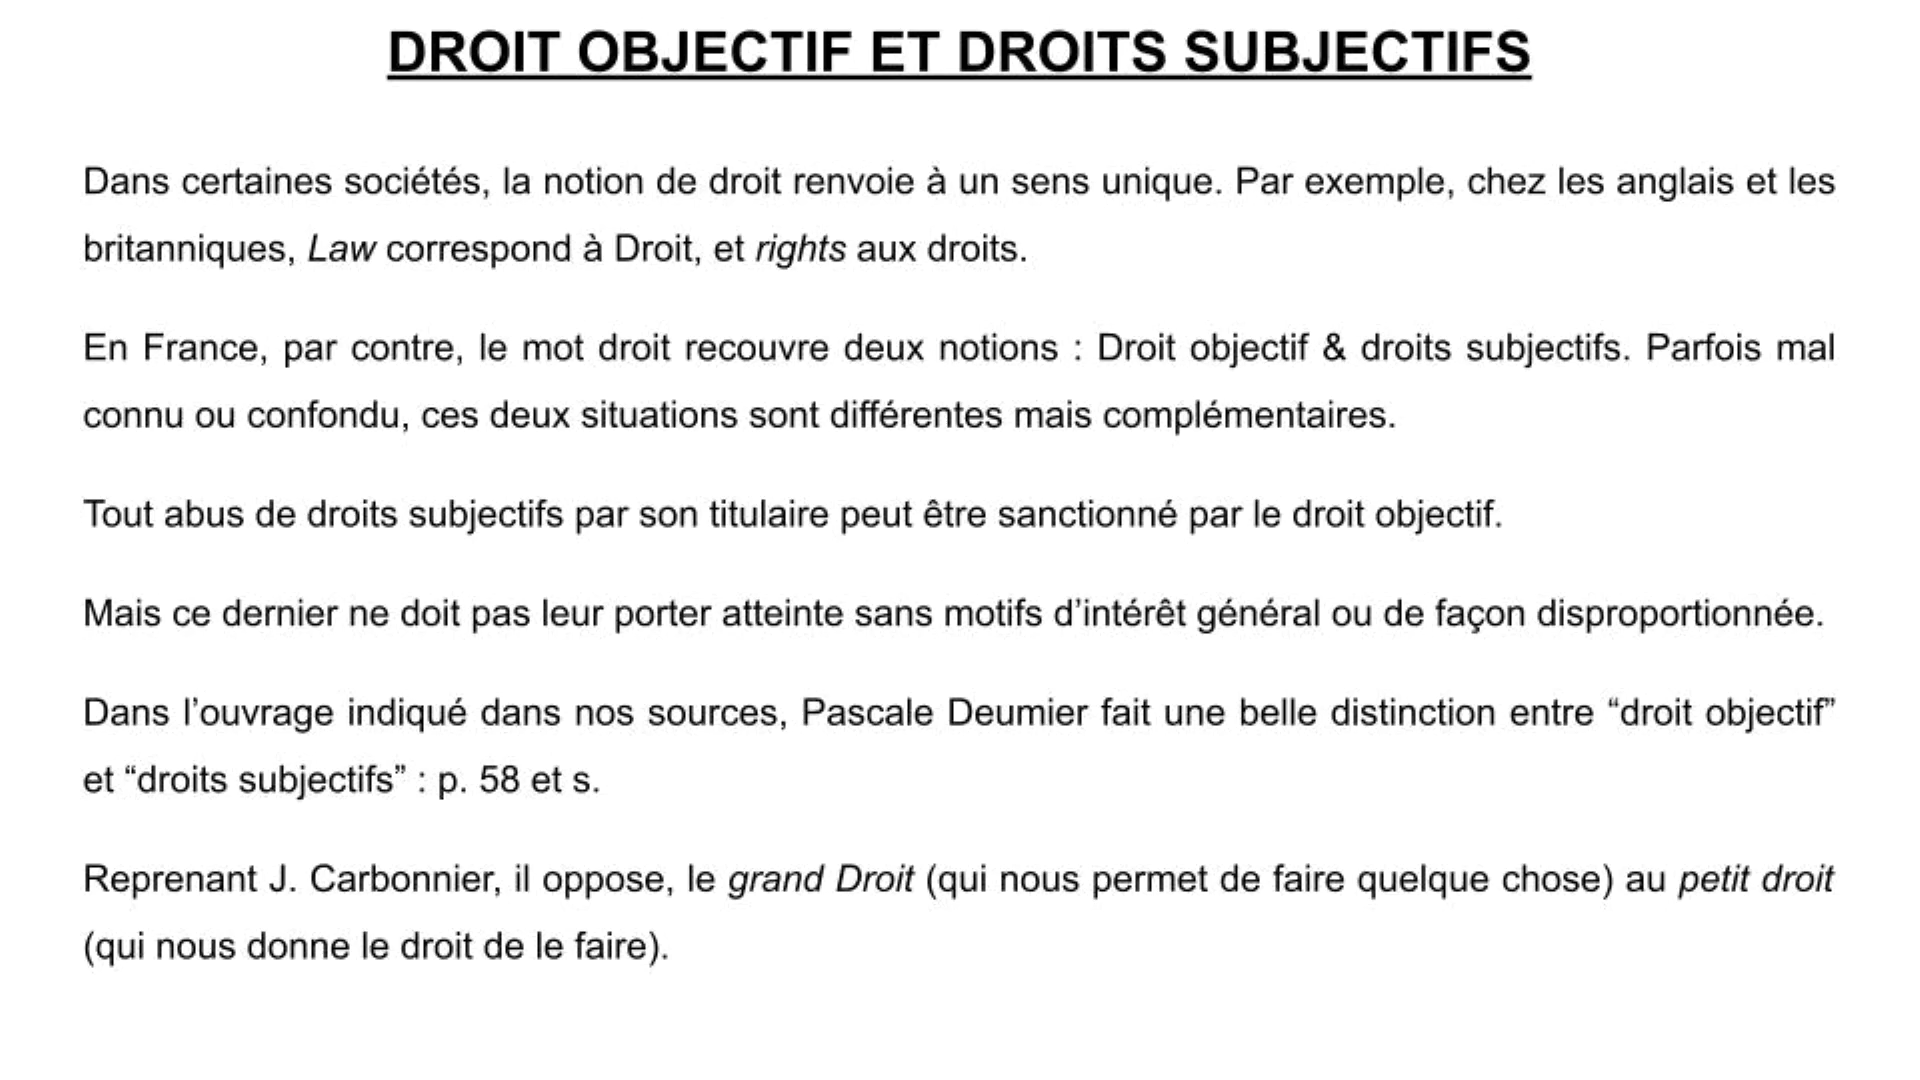 DROIT OBJECTIF ET DROITS SUBJECTIFS
Dans certaines sociétés, la notion de droit renvoie à un sens unique. Par exemple, chez les anglais et les
britanniques, Law correspond à Droit, et rights aux droits.
En France, par contre, le mot droit recouvre deux notions : Droit objectif & droits subjectifs. Parfois mal
connu ou confondu, ces deux situations sont différentes mais complémentaires.
Tout abus de droits subjectifs par son titulaire peut être sanctionné par le droit objectif.
Mais ce dernier ne doit pas leur porter atteinte sans motifs d’intérêt général ou de façon disproportionnée.
Dans l’ouvrage indiqué dans nos sources, Pascale Deumier fait une belle distinction entre “droit objectif”
et “droits subjectifs” : p. 58 et s.
Reprenant J. Carbonnier, il oppose, le grand Droit (qui nous permet de faire quelque chose) au petit droit
(qui nous donne le droit de le faire).